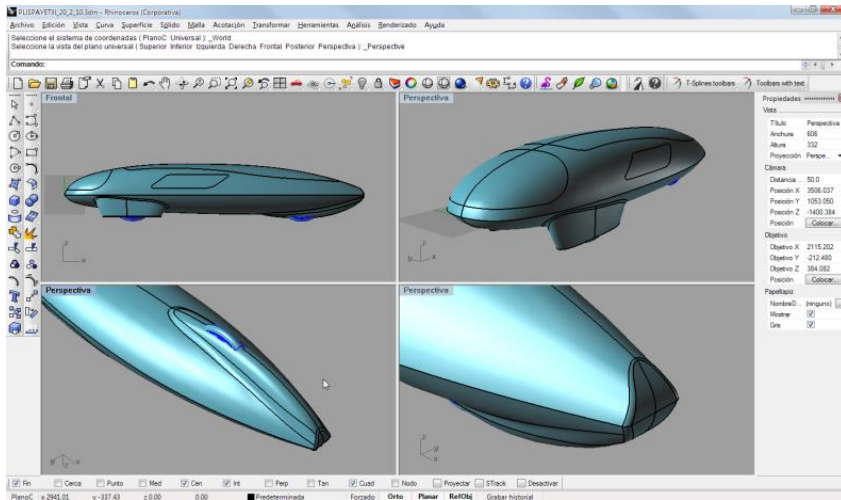 PLISPAYETIII_20_2_10.3dm - Rhinoceros (Corporativa)
Archivo Edición Vista Curva Superficie Sólido Malla Acotación Transformar Herramientas Análisis Renderizado Ayuda
Seleccione el sistema de coordenadas ( PlanoC Universal ): _World
Seleccione la vista del plano universal ( Superior Inferior Izquierda Derecha Frontal Posterior Perspectiva ): _Perspective
Comando:
T-Splines toolbars Toolbars with text
Frontal
Perspectiva
Perspectiva
Perspectiva
Propiedades
Vista
Título Perspectiva
Anchura 606
Altura 332
Proyección Perspe...
Cámara
Distancia ... 50.0
Posición X 3506.037
Posición Y 1053.050
Posición Z -1400.384
Posición Colocar...
Objetivo
Objetivo X 2115.202
Objetivo Y -212.480
Objetivo Z 384.082
Posición Colocar...
Papeltapiz
NombreD... (ninguno) ...
Mostrar
Gris
Fin Cerca Punto Med Cen Int Perp Tan Cuad Nodo Proyectar STrack Desactivar
PlanoC x 2941.01 y -337.43 z 0.00 0.00 Predeterminada Forzado Orto Planar RefObj Grabar historial